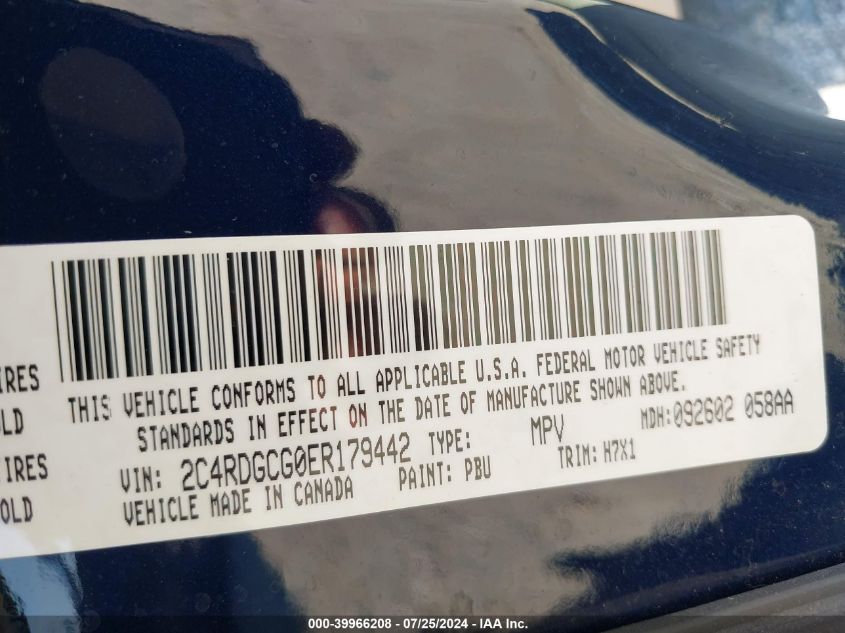 IRES
OLD
IRES
OLD
THIS VEHICLE CONFORMS TO ALL APPLICABLE U.S.A. FEDERAL MOTOR VEHICLE SAFETY
STANDARDS IN EFFECT ON THE DATE OF MANUFACTURE SHOWN ABOVE.
VIN: 2C4RDGCG0ER179442 TYPE: MPV MDH:092602 058AA
VEHICLE MADE IN CANADA PAINT: PBU TRIM: H7X1
000-39966208 - 07/25/2024 - IAA Inc.